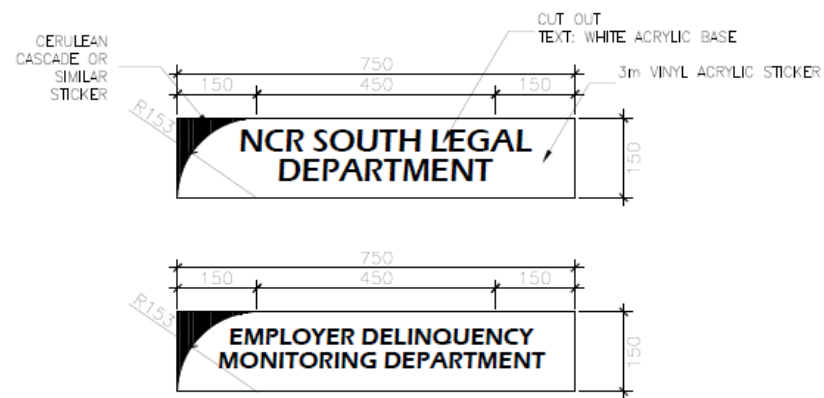 CUT OUT
TEXT: WHITE ACRYLIC BASE
CERULEAN
CASCADE OR
SIMILAR
STICKER
3m VINYL ACRYLIC STICKER
750
150 450 150
R153
150
NCR SOUTH LEGAL
DEPARTMENT
750
150 450 150
R153
150
EMPLOYER DELINQUENCY
MONITORING DEPARTMENT